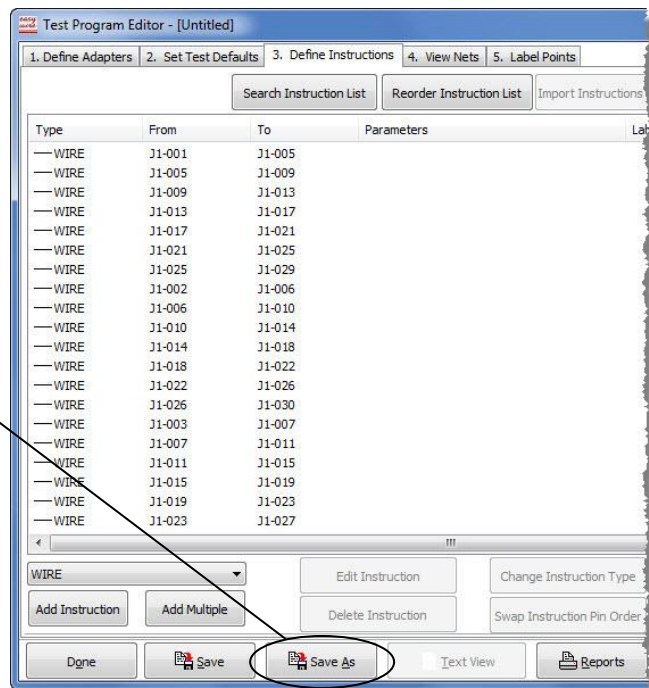 easy wire Test Program Editor - [Untitled]
1. Define Adapters 2. Set Test Defaults 3. Define Instructions 4. View Nets 5. Label Points
Search Instruction List Reorder Instruction List Import Instructions
Type From To Parameters Lab
WIRE J1-001 J1-005
WIRE J1-005 J1-009
WIRE J1-009 J1-013
WIRE J1-013 J1-017
WIRE J1-017 J1-021
WIRE J1-021 J1-025
WIRE J1-025 J1-029
WIRE J1-002 J1-006
WIRE J1-006 J1-010
WIRE J1-010 J1-014
WIRE J1-014 J1-018
WIRE J1-018 J1-022
WIRE J1-022 J1-026
WIRE J1-026 J1-030
WIRE J1-003 J1-007
WIRE J1-007 J1-011
WIRE J1-011 J1-015
WIRE J1-015 J1-019
WIRE J1-019 J1-023
WIRE J1-023 J1-027
WIRE Edit Instruction Change Instruction Type
Add Instruction Add Multiple Delete Instruction Swap Instruction Pin Order
Done Save Save As Text View Reports